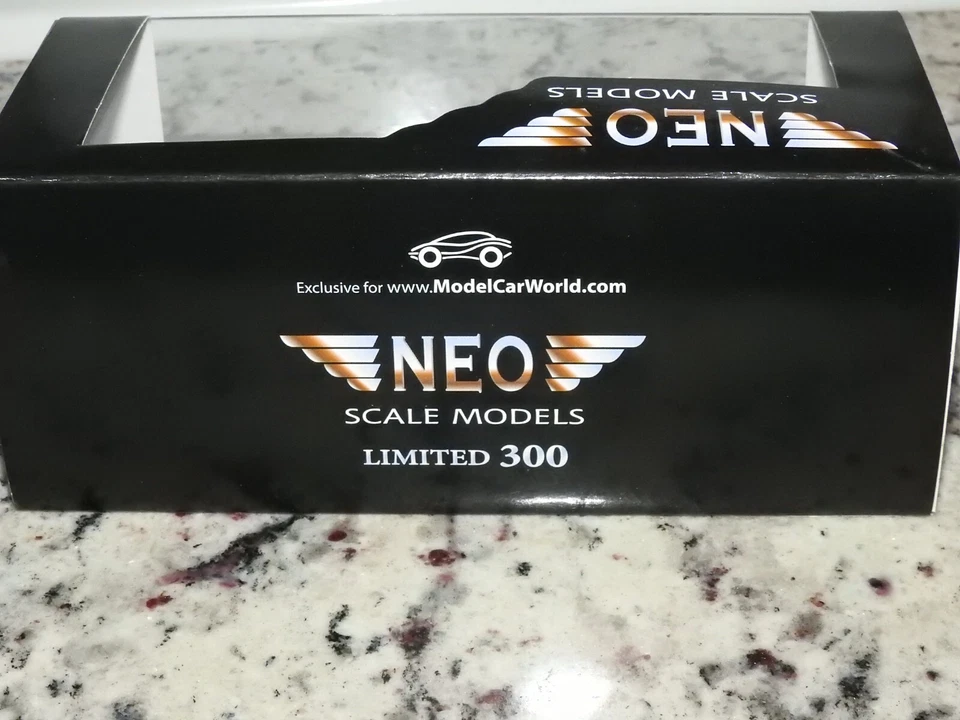 SCALE MODELS
NEO
Exclusive for www.ModelCarWorld.com
NEO
SCALE MODELS
LIMITED 300